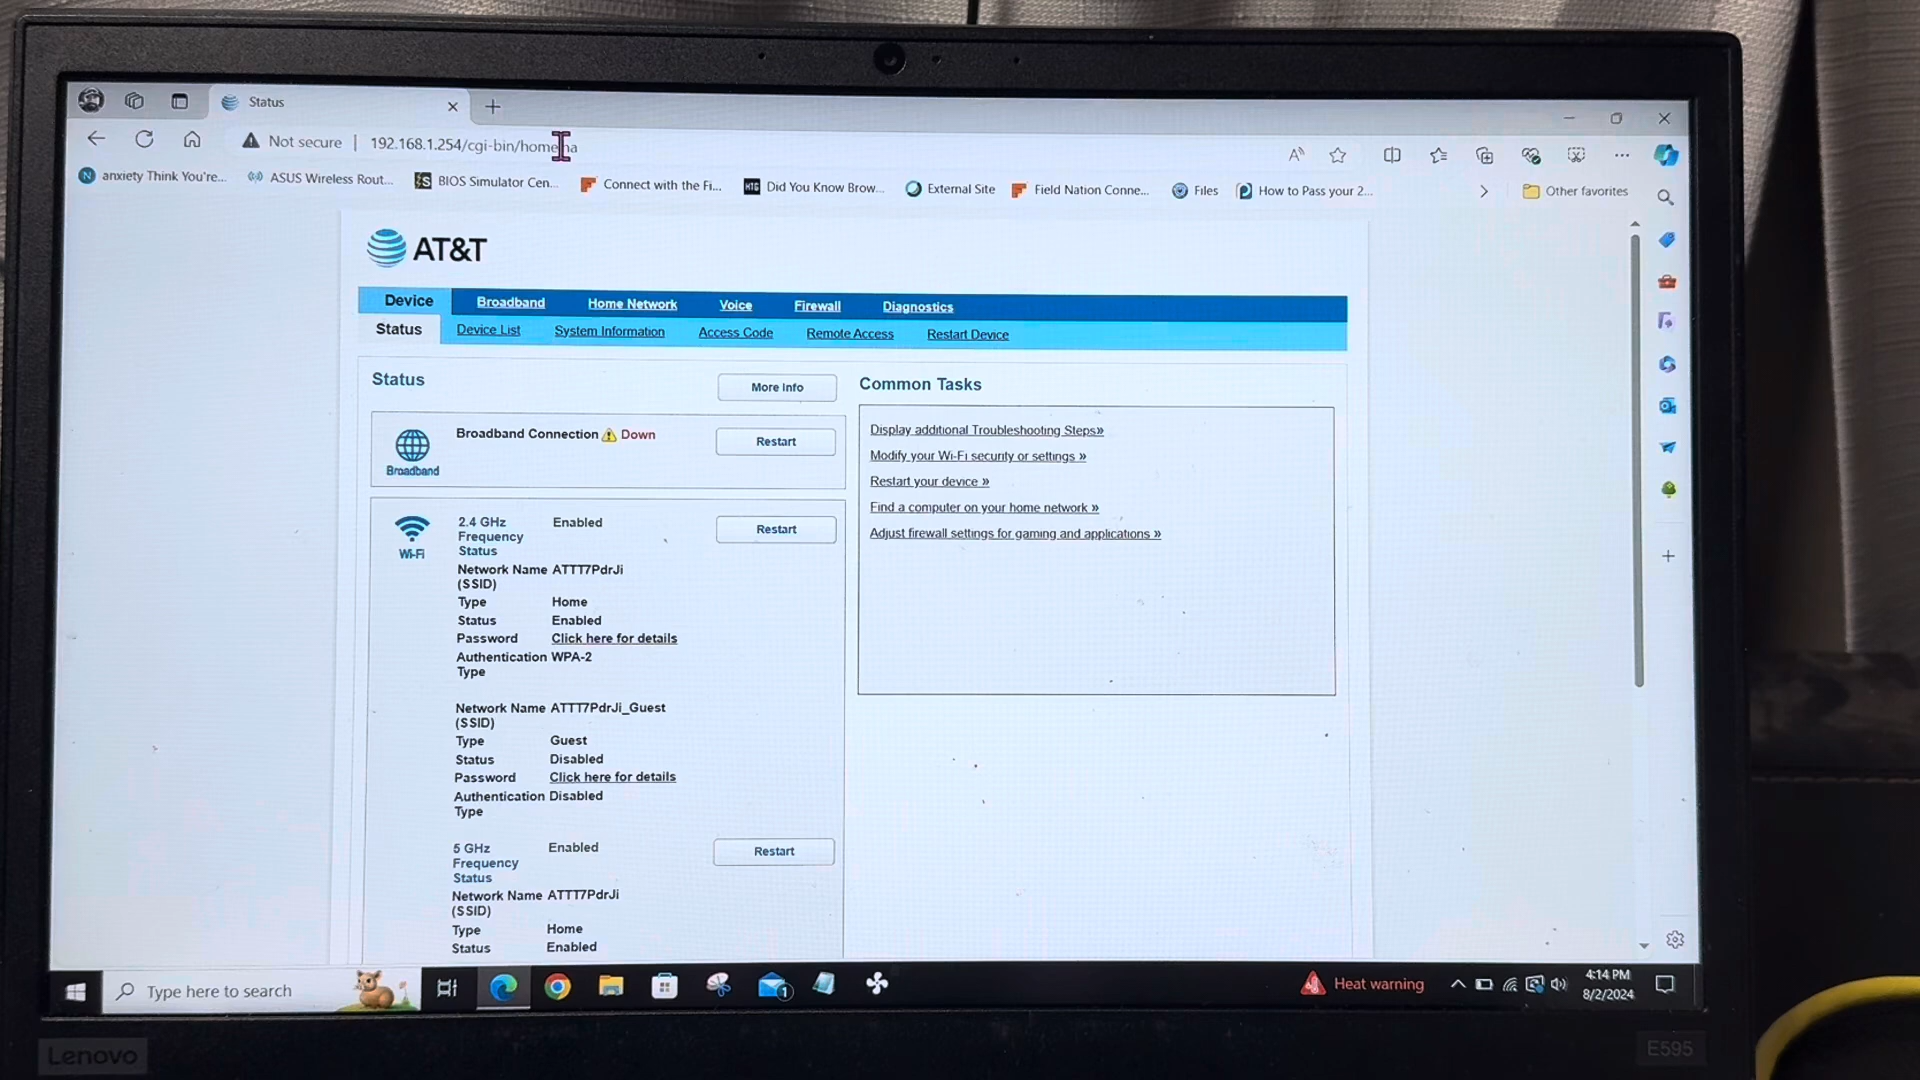 Status
Not secure | 192.168.1.254/cgi-bin/home.ha
anxiety Think You're...
ASUS Wireless Rout...
BIOS Simulator Cen...
Connect with the Fi...
HTG
Did You Know Brow...
External Site
Field Nation Conne...
Files
How to Pass your 2...
Other favorites
AT&T
Device
Broadband
Home Network
Voice
Firewall
Diagnostics
Status
Device List
System Information
Access Code
Remote Access
Restart Device
Status
More Info
Common Tasks
Broadband
Broadband Connection
Down
Restart
Display additional Troubleshooting Steps»
Modify your Wi-Fi security or settings »
Restart your device »
Find a computer on your home network »
Adjust firewall settings for gaming and applications »
Wi-Fi
2.4 GHz Frequency Status Enabled
Restart
Network Name (SSID) ATTT7PdrJi
Type Home
Status Enabled
Password Click here for details
Authentication Type WPA-2
Network Name (SSID) ATTT7PdrJi_Guest
Type Guest
Status Disabled
Password Click here for details
Authentication Type Disabled
5 GHz Frequency Status Enabled
Restart
Network Name (SSID) ATTT7PdrJi
Type Home
Status Enabled
Type here to search
1
Heat warning
4:14 PM
8/2/2024
Lenovo
E595